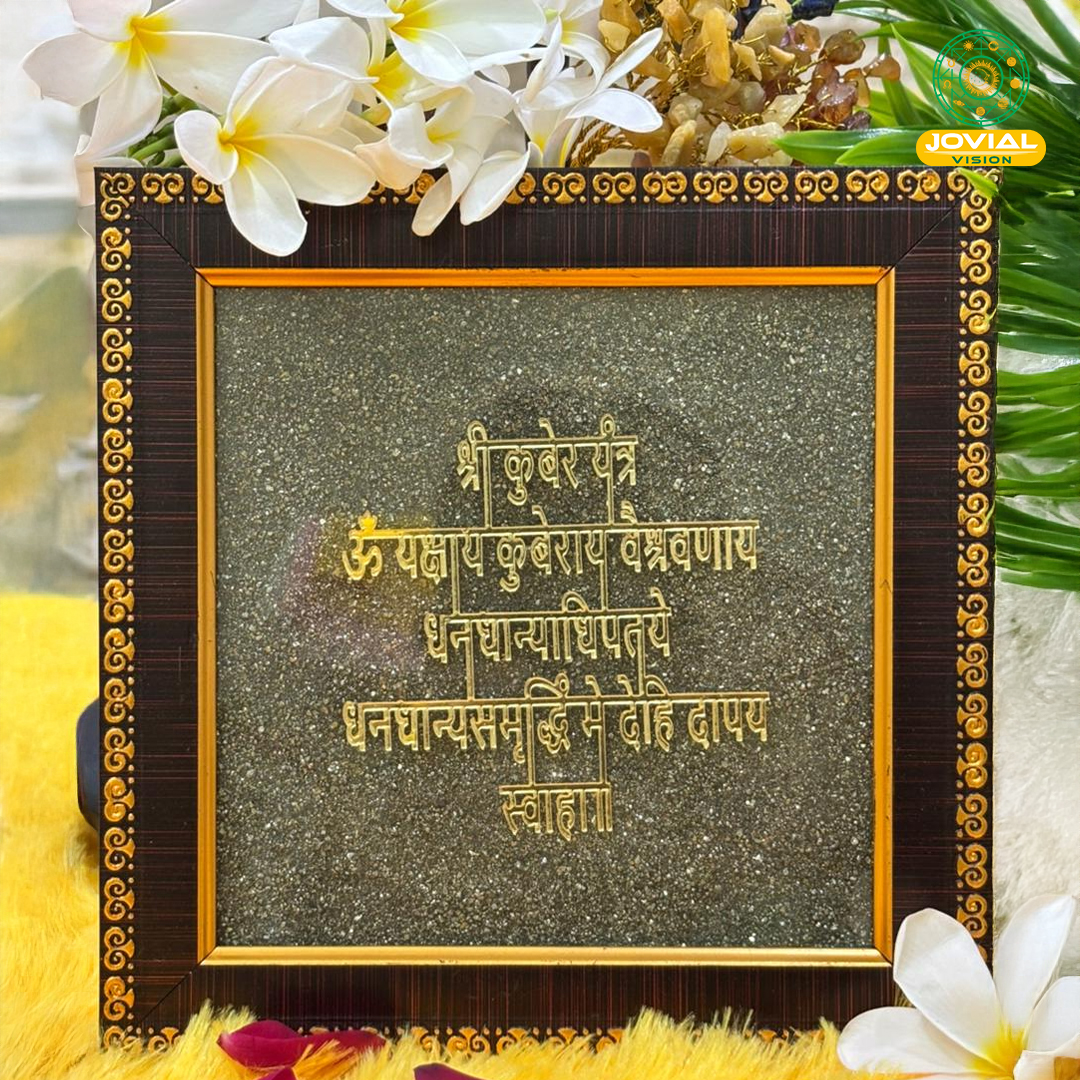 JOVIAL
VISION
श्री कुबेर यंत्र
ॐ यक्षाय कुबेराय वैश्रवणाय
धनधान्याधिपतये
धनधान्यसमृद्धिं मे देहि दापय
स्वाहा॥